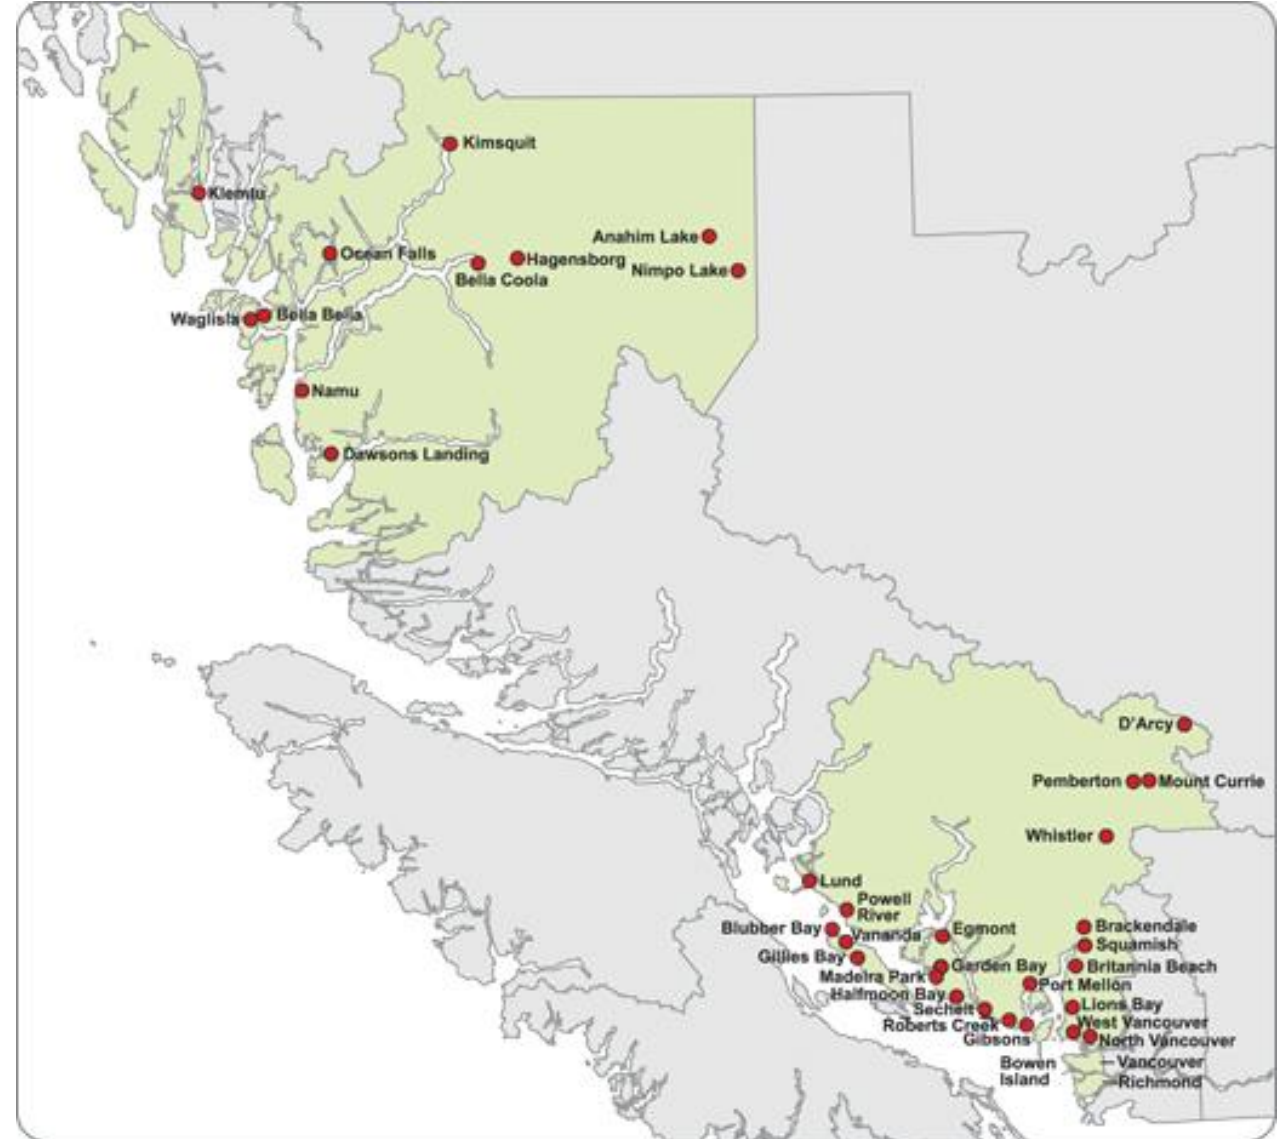 Kimsquit
Klemtu
Anahim Lake
Ocean Falls
Hagensborg
Nimpo Lake
Bella Coola
Waglisla
Bella Bella
Namu
Dawsons Landing
D'Arcy
Pemberton
Mount Currie
Whistler
Lund
Powell
River
Blubber Bay
Vananda
Egmont
Brackendale
Squamish
Gillies Bay
Garden Bay
Britannia Beach
Madeira Park
Port Mellon
Halfmoon Bay
Sechelt
Lions Bay
Roberts Creek
West Vancouver
Gibsons
North Vancouver
Bowen
Island
Vancouver
Richmond